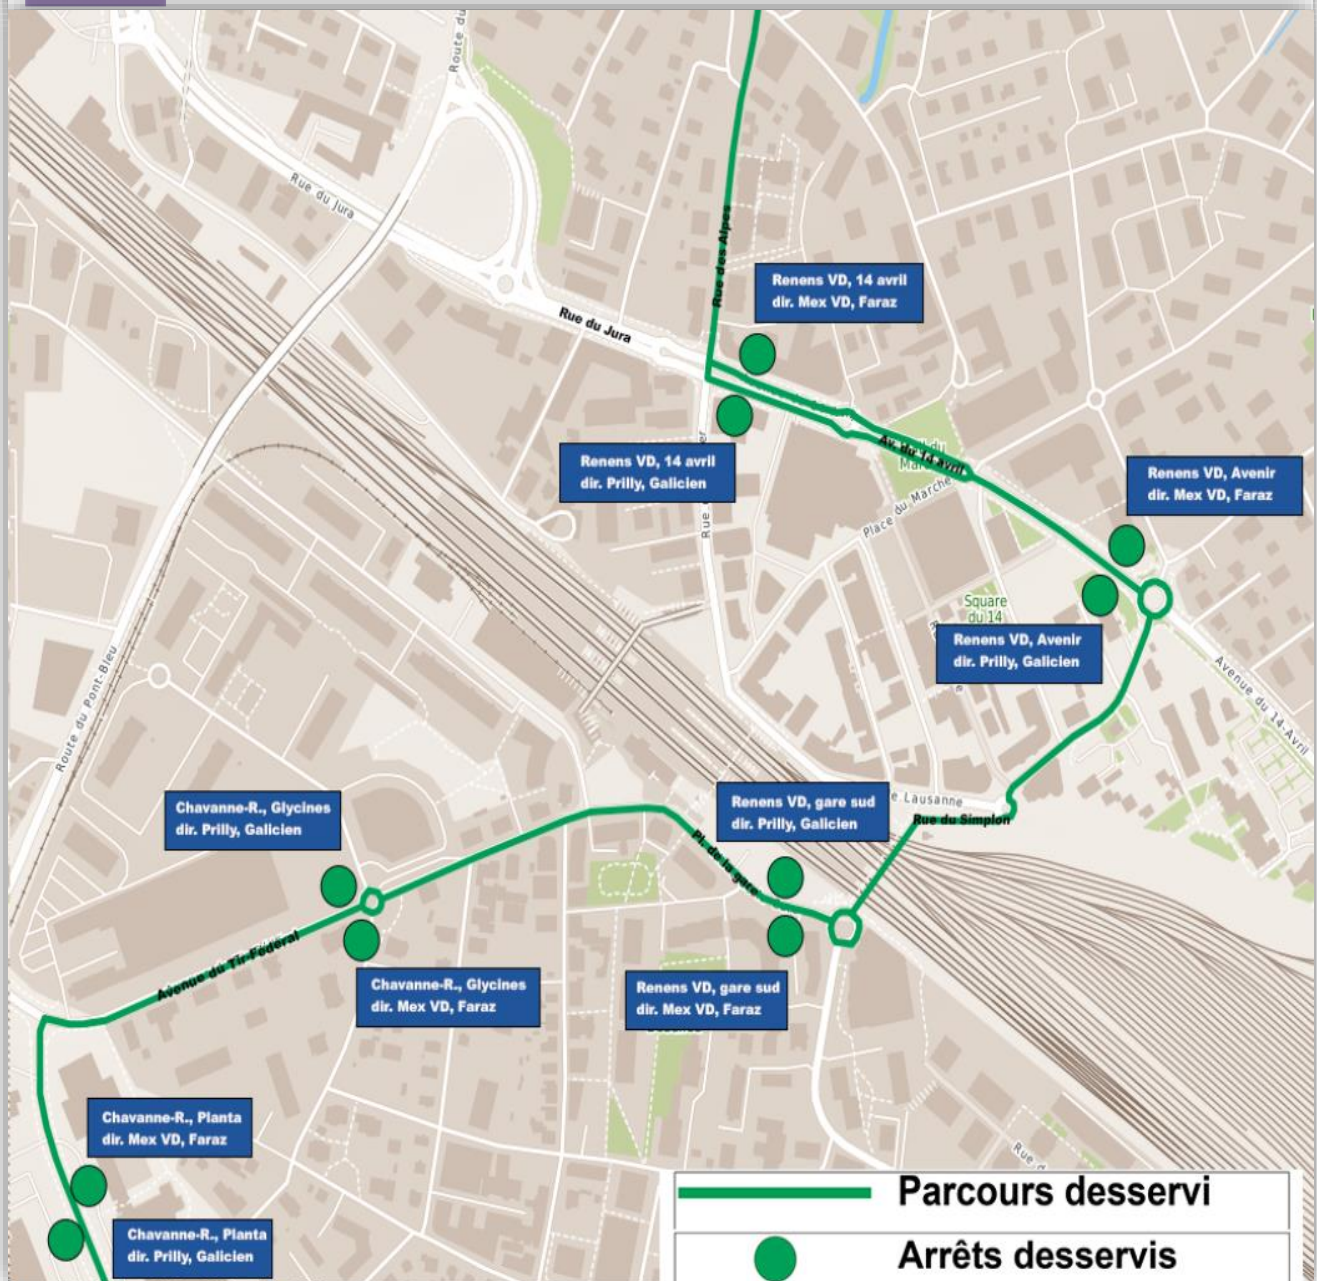 Route du
Rue du Jura
Rue des Alpes
Renens VD, 14 avril
dir. Mex VD, Faraz
Rue du Jura
Renens VD, 14 avril
dir. Prilly, Galicien
Av. du 14 avril
Place du Marché
Rue
Renens VD, Avenir
dir. Mex VD, Faraz
Square
du 14
Renens VD, Avenir
dir. Prilly, Galicien
Avenue du 14-Avril
Route du Pont-Bleu
Chavanne-R., Glycines
dir. Prilly, Galicien
Renens VD, gare sud
dir. Prilly, Galicien
e Lausanne
Rue du Simplon
Pl. de la gare
Avenue du Tir-Fédéral
Chavanne-R., Glycines
dir. Mex VD, Faraz
Renens VD, gare sud
dir. Mex VD, Faraz
Chavanne-R., Planta
dir. Mex VD, Faraz
Chavanne-R., Planta
dir. Prilly, Galicien
Rue d
Parcours desservi
Arrêts desservis